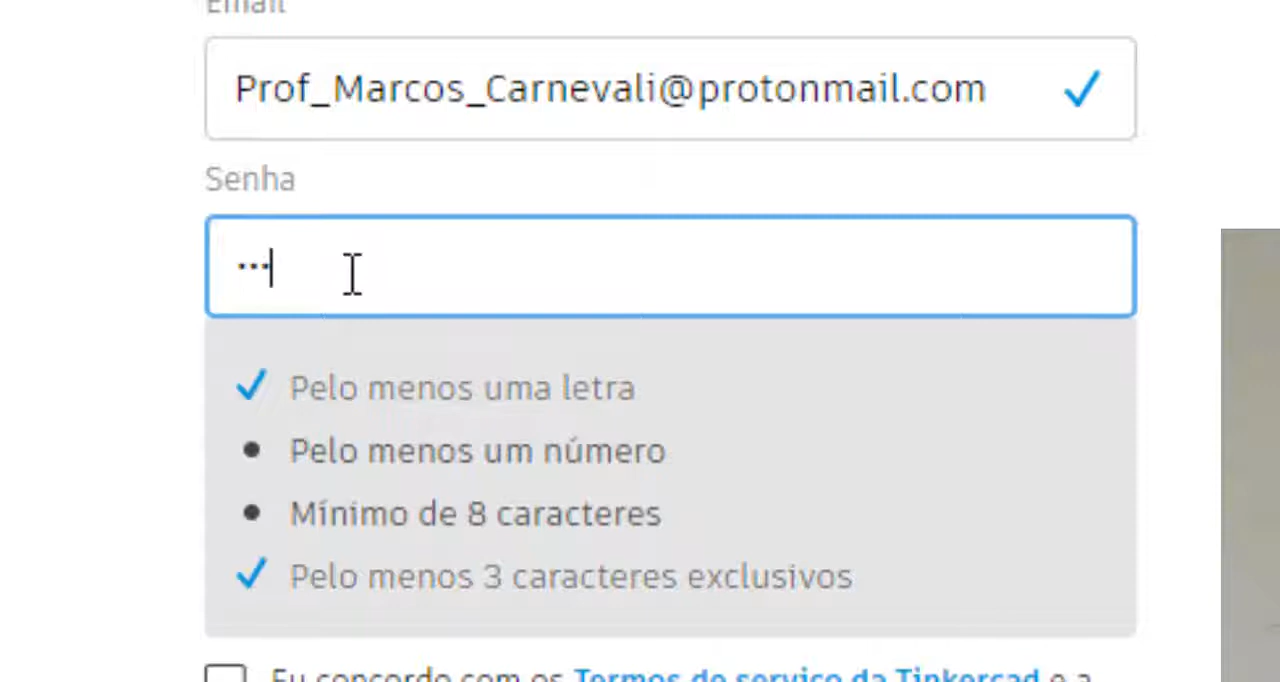 Email
Prof_Marcos_Carnevali@protonmail.com
Senha
•••
Pelo menos uma letra
Pelo menos um número
Mínimo de 8 caracteres
Pelo menos 3 caracteres exclusivos
Eu concordo com os Termos de serviço da Tinkercad e a